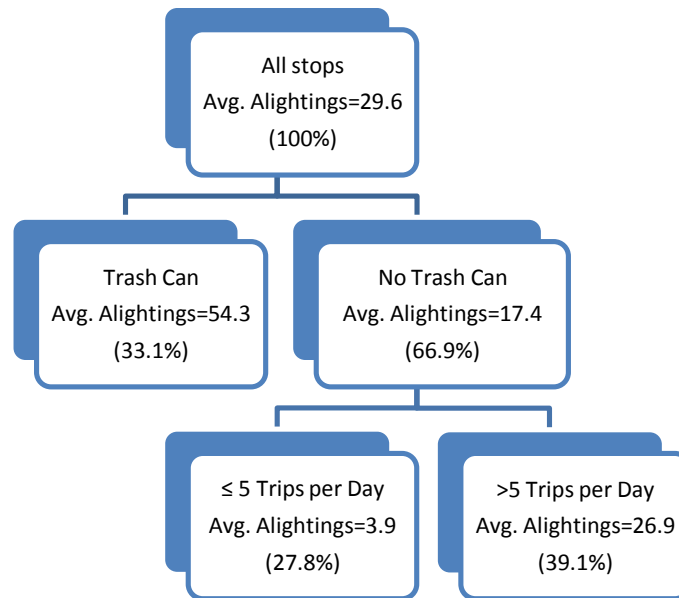 All stops
Avg. Alightings=29.6
(100%)
Trash Can
Avg. Alightings=54.3
(33.1%)
No Trash Can
Avg. Alightings=17.4
(66.9%)
≤ 5 Trips per Day
Avg. Alightings=3.9
(27.8%)
>5 Trips per Day
Avg. Alightings=26.9
(39.1%)